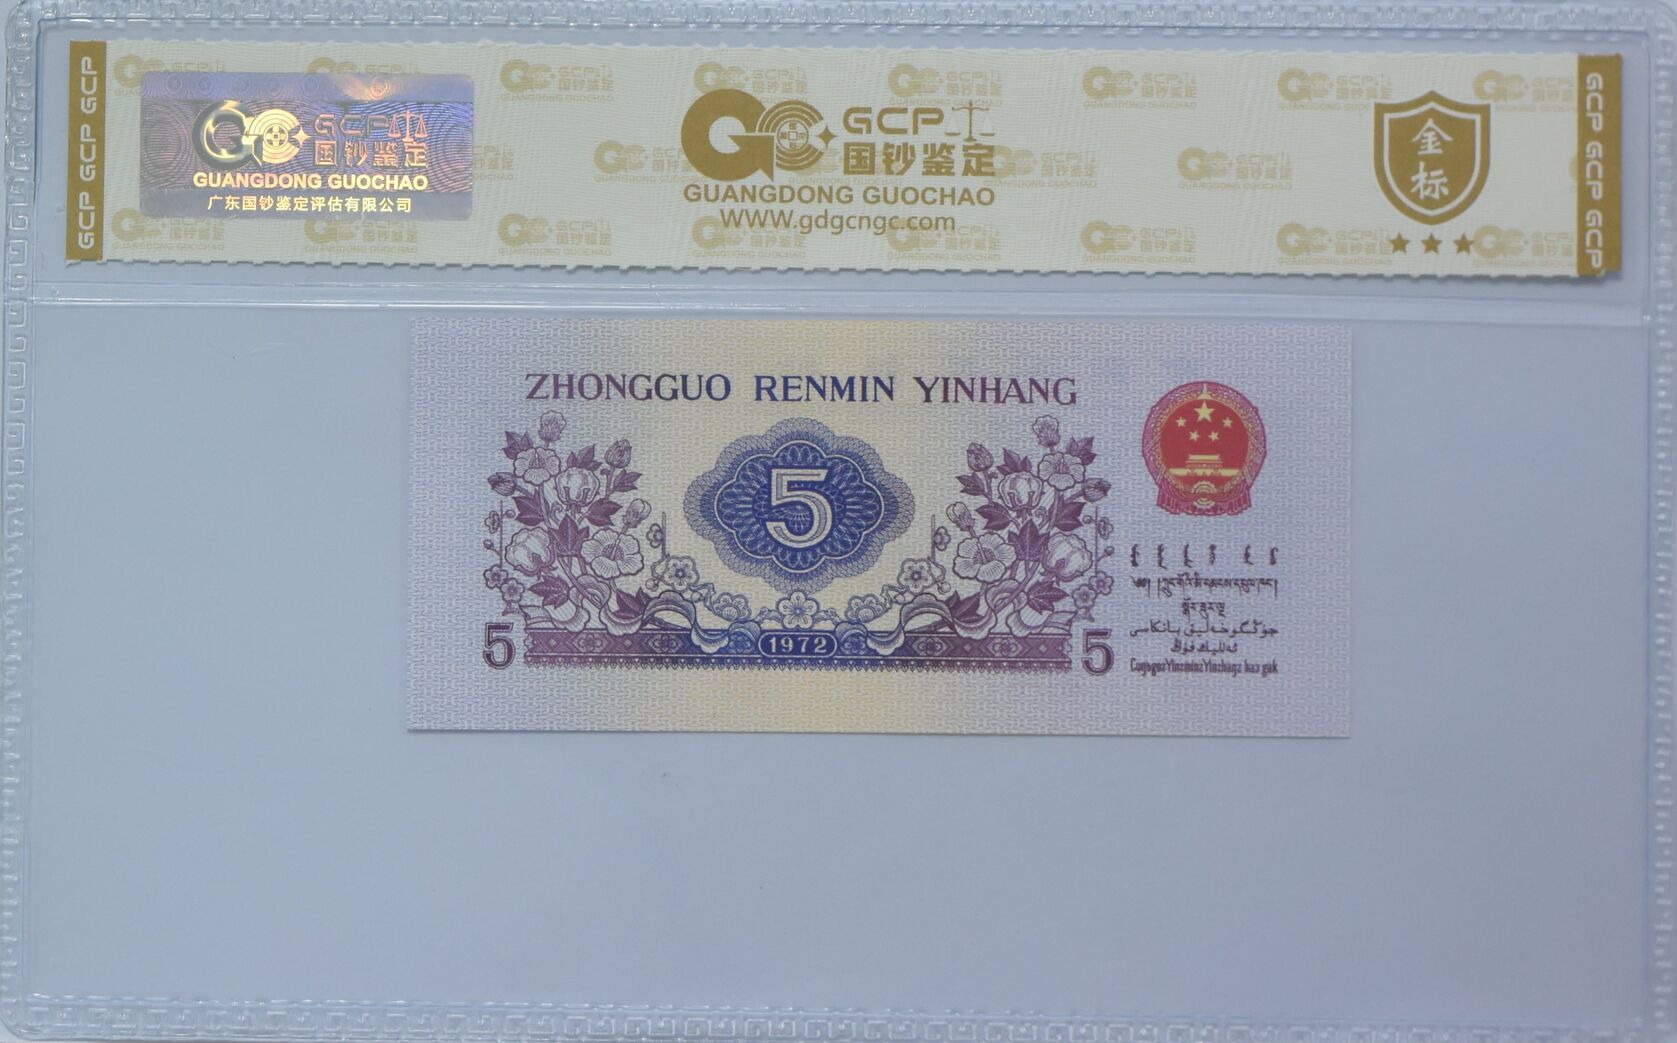 GCP GCP GCP
GCP
国钞鉴定
GUANGDONG GUOCHAO
广东国钞鉴定评估有限公司
GCP
国钞鉴定
GUANGDONG GUOCHAO
WWW.gdgcngc.com
金标
GCP GCP GCP
ZHONGGUO RENMIN YINHANG
5
5
1972
5